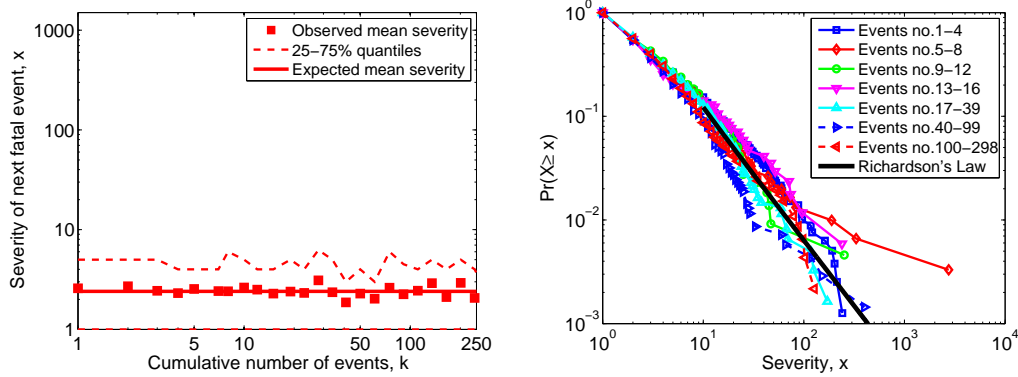 Severity of next fatal event, x
1000
100
10
1
1
5
10
50
100
250
Cumulative number of events, k
Observed mean severity
25−75% quantiles
Expected mean severity
Pr(X≥ x)
10^0
10^−1
10^−2
10^−3
10^0
10^1
10^2
10^3
10^4
Severity, x
Events no.1−4
Events no.5−8
Events no.9−12
Events no.13−16
Events no.17−39
Events no.40−99
Events no.100−298
Richardson's Law